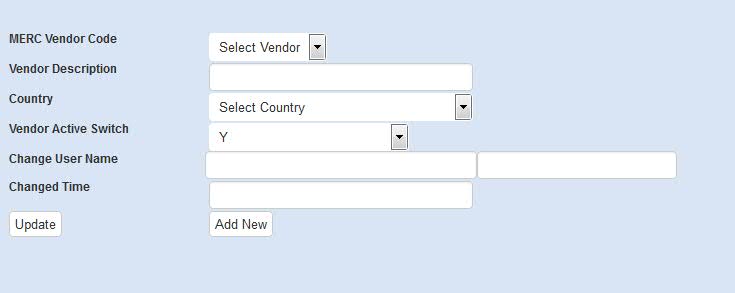 MERC Vendor Code Select Vendor
Vendor Description
Country Select Country
Vendor Active Switch Y
Change User Name
Changed Time
Update Add New